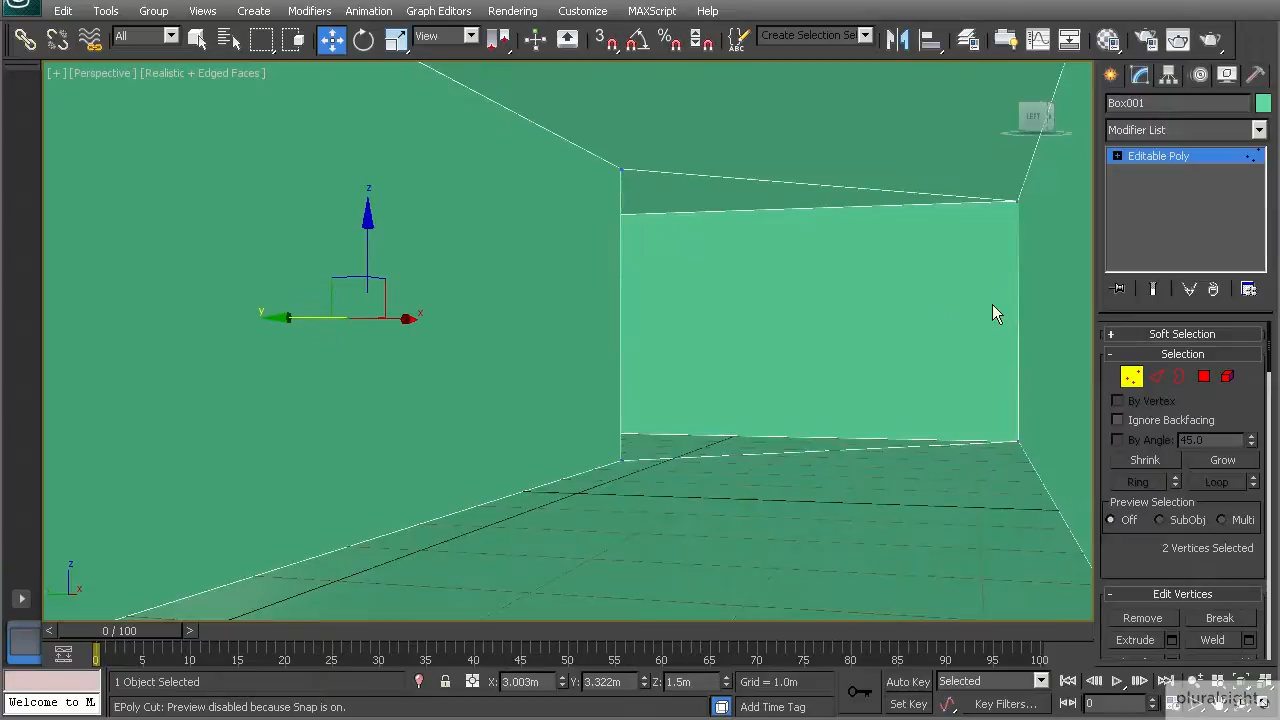 Edit Tools Group Views Create Modifiers Animation Graph Editors Rendering Customize MAXScript Help
All View 3 Create Selection Se
[+] [Perspective] [Realistic + Edged Faces]
LEFT
Box001
Modifier List
Editable Poly
z
y x
Soft Selection
Selection
By Vertex
Ignore Backfacing
By Angle: 45.0
Shrink Grow
Ring Loop
Preview Selection
Off SubObj Multi
2 Vertices Selected
Edit Vertices
Remove Break
Extrude Weld
z
x
< 0 / 100 >
0 5 10 15 20 25 30 35 40 45 50 55 60 65 70 75 80 85 90 95 100
1 Object Selected X: 3.003m Y: 3.322m Z: 1.5m Grid = 1.0m Auto Key Selected
Welcome to M EPoly Cut: Preview disabled because Snap is on. Add Time Tag Set Key Key Filters... 0
pluralsight